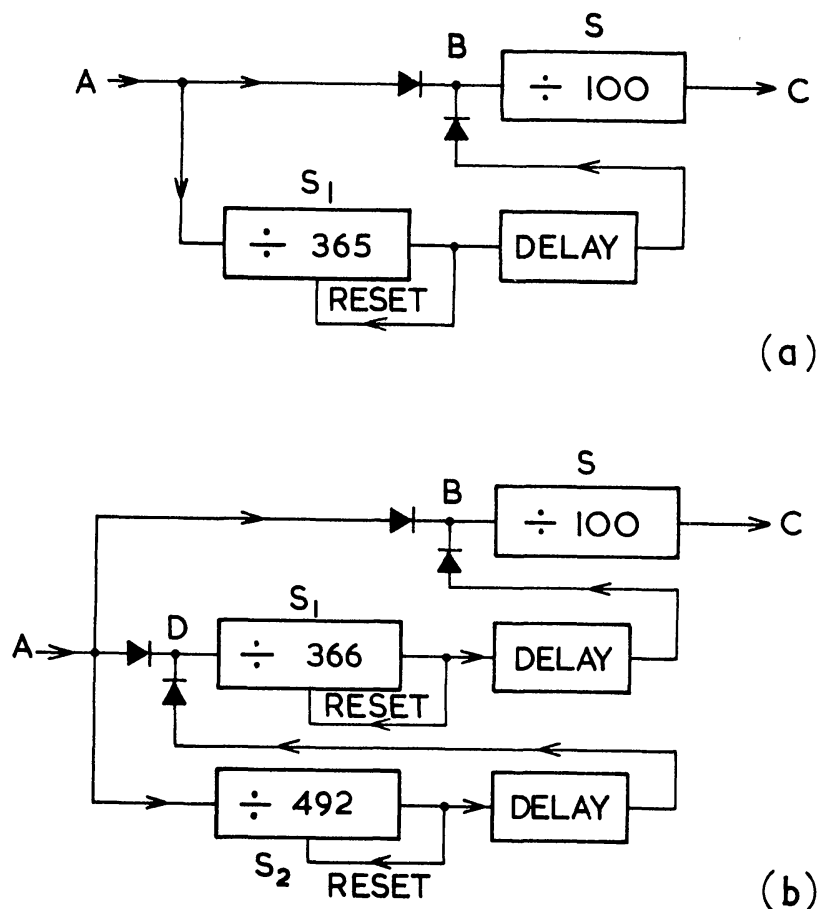 S
B
A
÷ 100
C
S1
÷ 365
DELAY
RESET
(a)
S
B
÷ 100
C
S1
D
A
÷ 366
DELAY
RESET
÷ 492
DELAY
S2
RESET
(b)